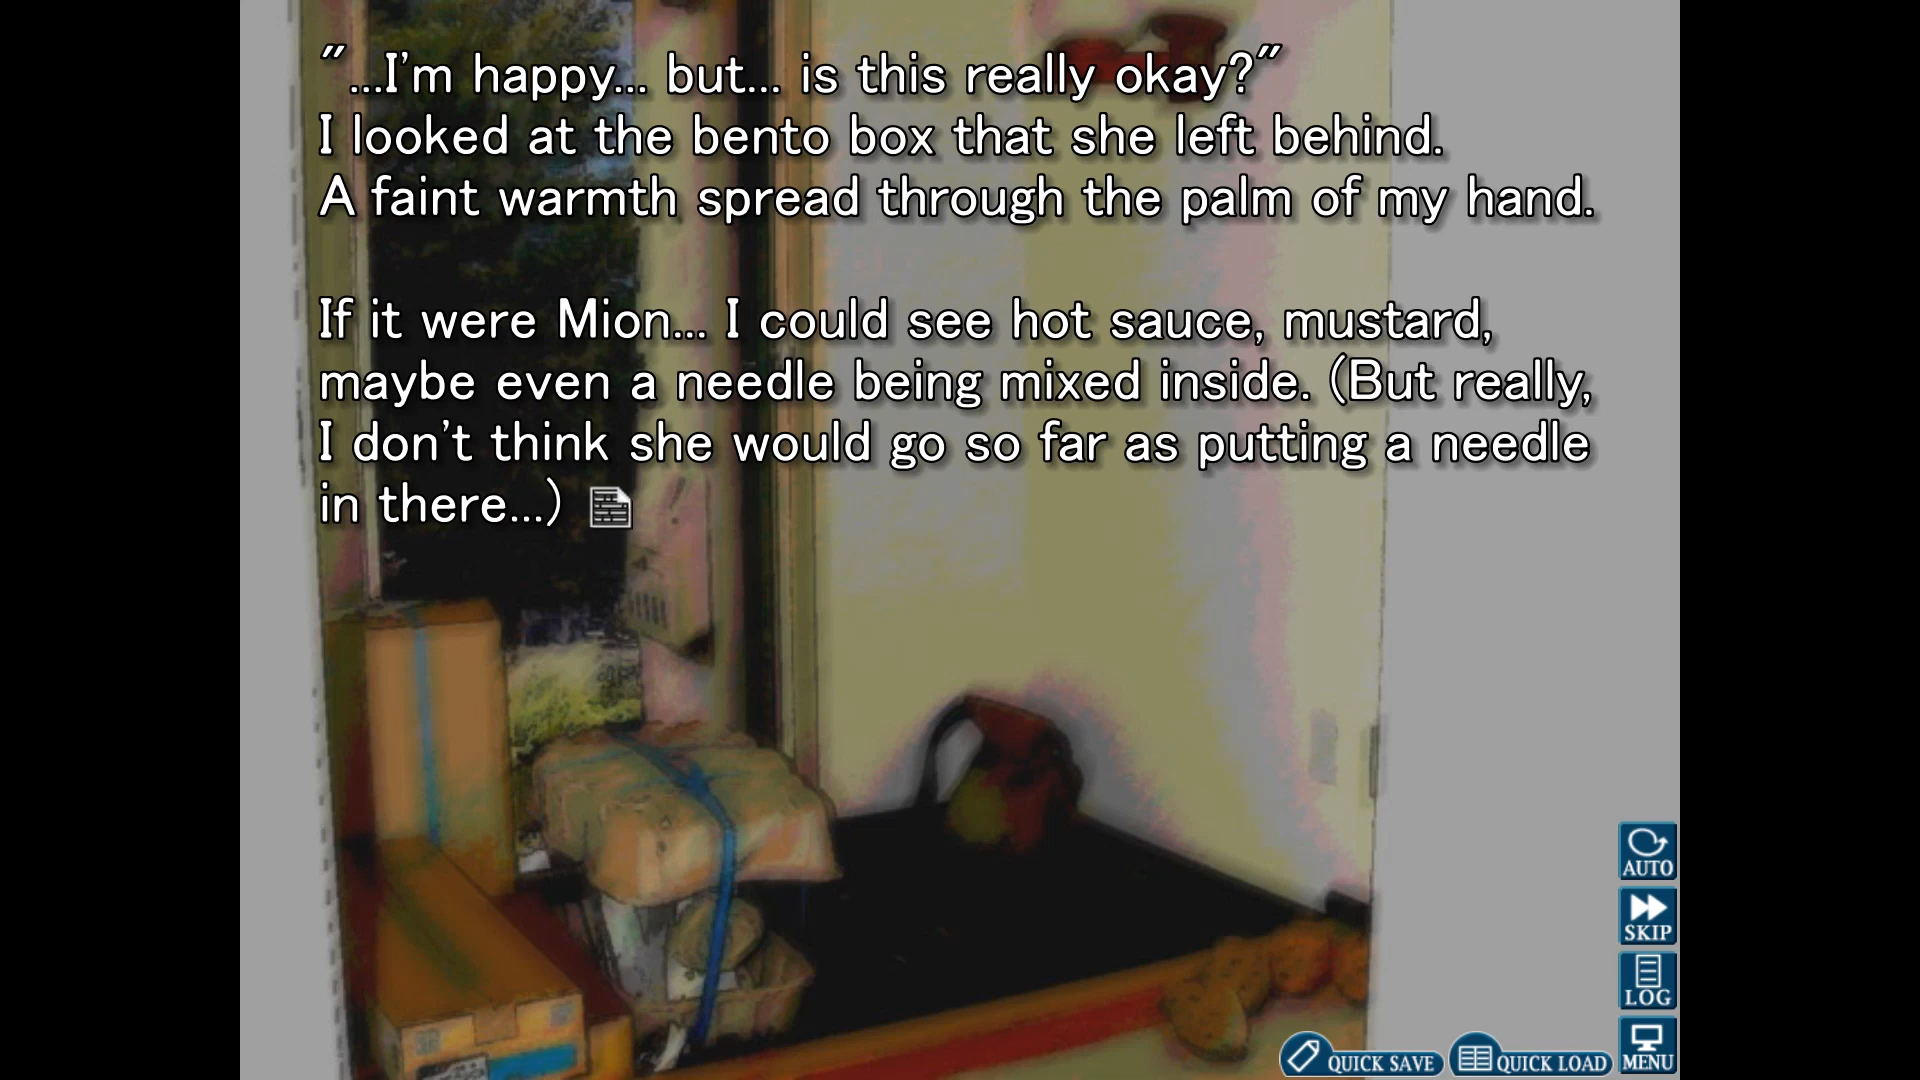 "...I'm happy... but... is this really okay?"
I looked at the bento box that she left behind.
A faint warmth spread through the palm of my hand.
If it were Mion... I could see hot sauce, mustard,
maybe even a needle being mixed inside. (But really,
I don't think she would go so far as putting a needle
in there...)
AUTO
SKIP
LOG
MENU
QUICK SAVE
QUICK LOAD